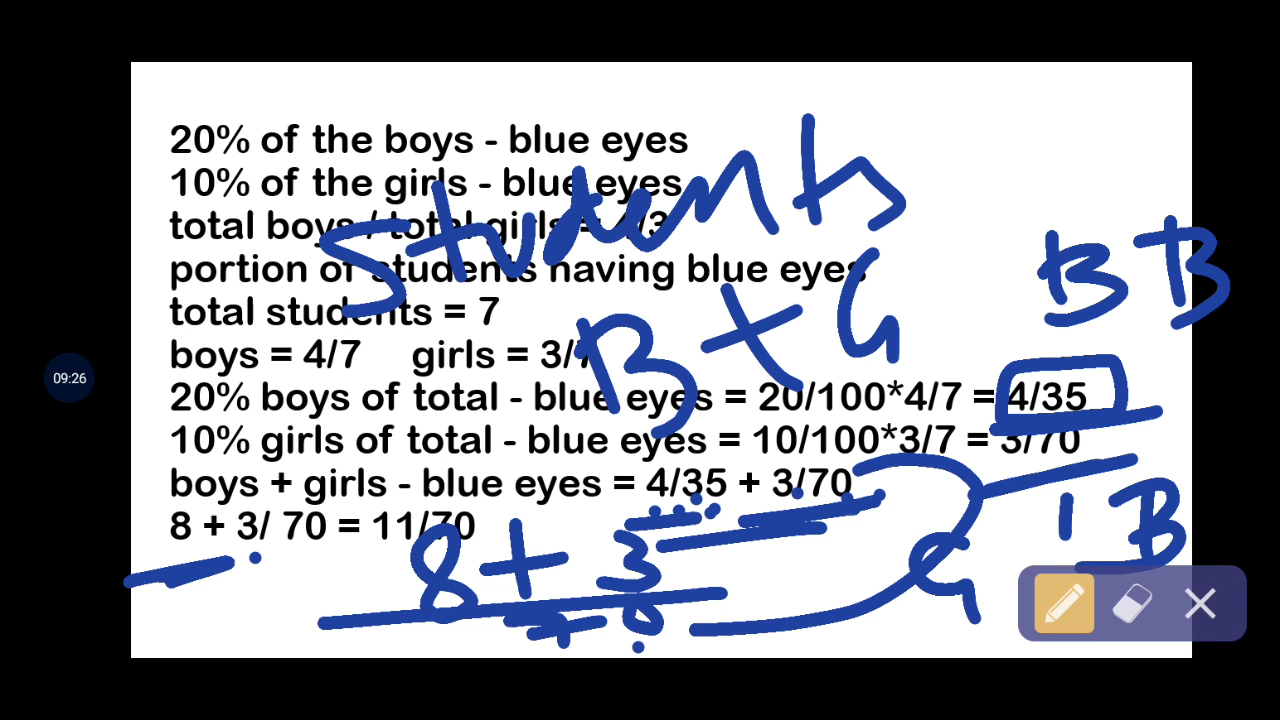 20% of the boys - blue eyes
10% of the girls - blue eyes
total boys / total girls = 4/3
Students
portion of students having blue eyes
B B
total students = 7
B + G
boys = 4/7 girls = 3/7
09:26
20% boys of total - blue eyes = 20/100*4/7 = 4/35
10% girls of total - blue eyes = 10/100*3/7 = 3/70
boys + girls - blue eyes = 4/35 + 3/70
8 + 3/ 70 = 11/70
8 + 3
G
B
70